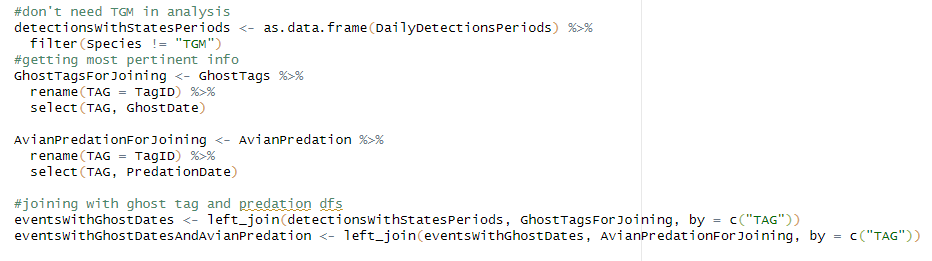 #don't need TGM in analysis
detectionsWithStatesPeriods <- as.data.frame(DailyDetectionsPeriods) %>%
  filter(Species != "TGM")
#getting most pertinent info
GhostTagsForJoining <- GhostTags %>%
  rename(TAG = TagID) %>%
  select(TAG, GhostDate)

AvianPredationForJoining <- AvianPredation %>%
  rename(TAG = TagID) %>%
  select(TAG, PredationDate)

#joining with ghost tag and predation dfs
eventsWithGhostDates <- left_join(detectionsWithStatesPeriods, GhostTagsForJoining, by = c("TAG"))
eventsWithGhostDatesAndAvianPredation <- left_join(eventsWithGhostDates, AvianPredationForJoining, by = c("TAG"))